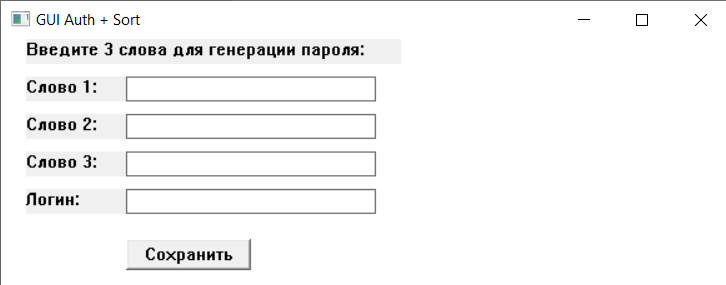 GUI Auth + Sort
Введите 3 слова для генерации пароля:
Слово 1:
Слово 2:
Слово 3:
Логин:
Сохранить